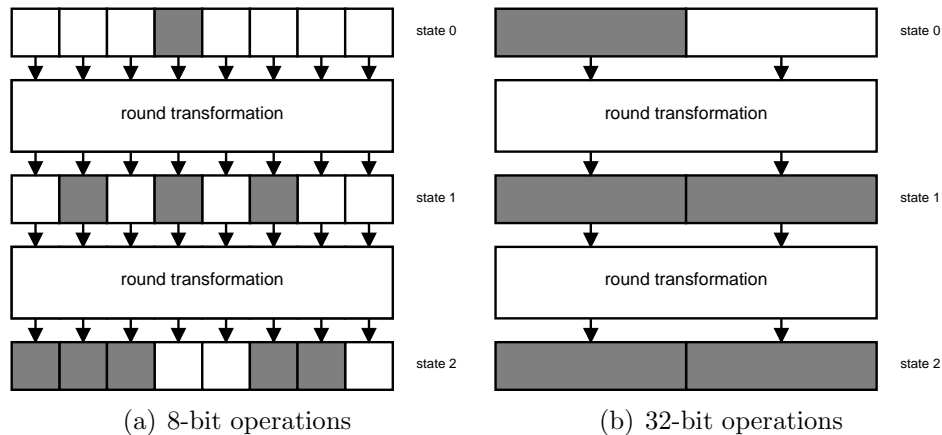 state 0
state 0
round transformation
round transformation
state 1
state 1
round transformation
round transformation
state 2
state 2
(a) 8-bit operations
(b) 32-bit operations